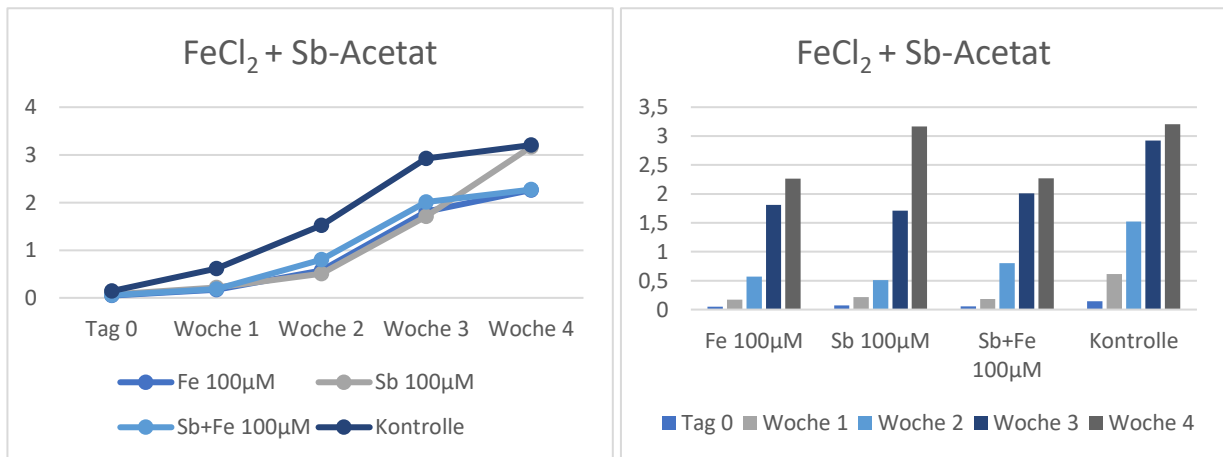 FeCl₂ + Sb-Acetat
4
3
2
1
0
Tag 0 Woche 1 Woche 2 Woche 3 Woche 4
Fe 100µM Sb 100µM
Sb+Fe 100µM Kontrolle
FeCl₂ + Sb-Acetat
3,5
3
2,5
2
1,5
1
0,5
0
Fe 100µM Sb 100µM Sb+Fe Kontrolle
100µM
Tag 0 Woche 1 Woche 2 Woche 3 Woche 4